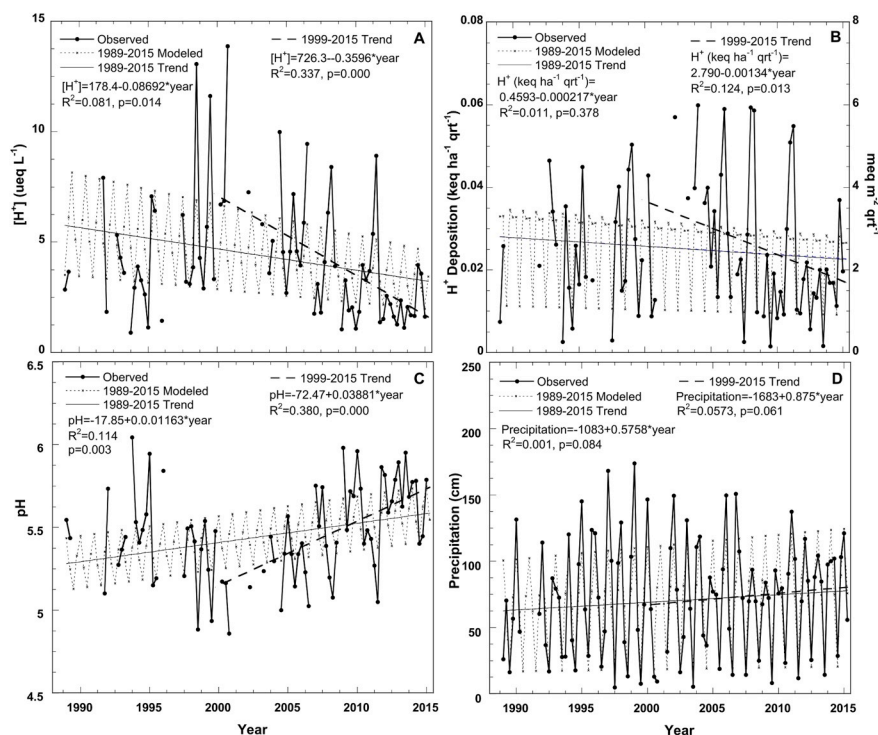 15
10
5
0
[H+] (ueq L-1)
Observed
1989-2015 Modeled
1989-2015 Trend
[H+]=178.4-0.08692*year
R2=0.081, p=0.014
A
1999-2015 Trend
[H+]=726.3--0.3596*year
R2=0.337, p=0.000
0.08
0.06
0.04
0.02
0.00
H+ Deposition (keq ha-1 qrt-1)
Observed
1989-2015 Modeled
1989-2015 Trend
H+ (keq ha-1 qrt-1)=
0.4593-0.000217*year
R2=0.011, p=0.378
B
1999-2015 Trend
H+ (keq ha-1 qrt-1)=
2.790-0.00134*year
R2=0.124, p=0.013
8
6
4
2
0
meq m-2 qrt-1
6.5
6
5.5
5
4.5
pH
Oberved
1989-2015 Modeled
1989-2015 Trend
pH=-17.85+0.01163*year
R2=0.114
p=0.003
C
1999-2015 Trend
pH=-72.47+0.03881*year
R2=0.380, p=0.000
1990 1995 2000 2005 2010 2015
Year
250
200
150
100
50
0
Precipitation (cm)
Observed
1989-2015 Modeled
1989-2015 Trend
Precipitation=-1083+0.5758*year
R2=0.001, p=0.084
D
1999-2015 Trend
Precipitation=-1683+0.875*year
R2=0.0573, p=0.061
1990 1995 2000 2005 2010 2015
Year